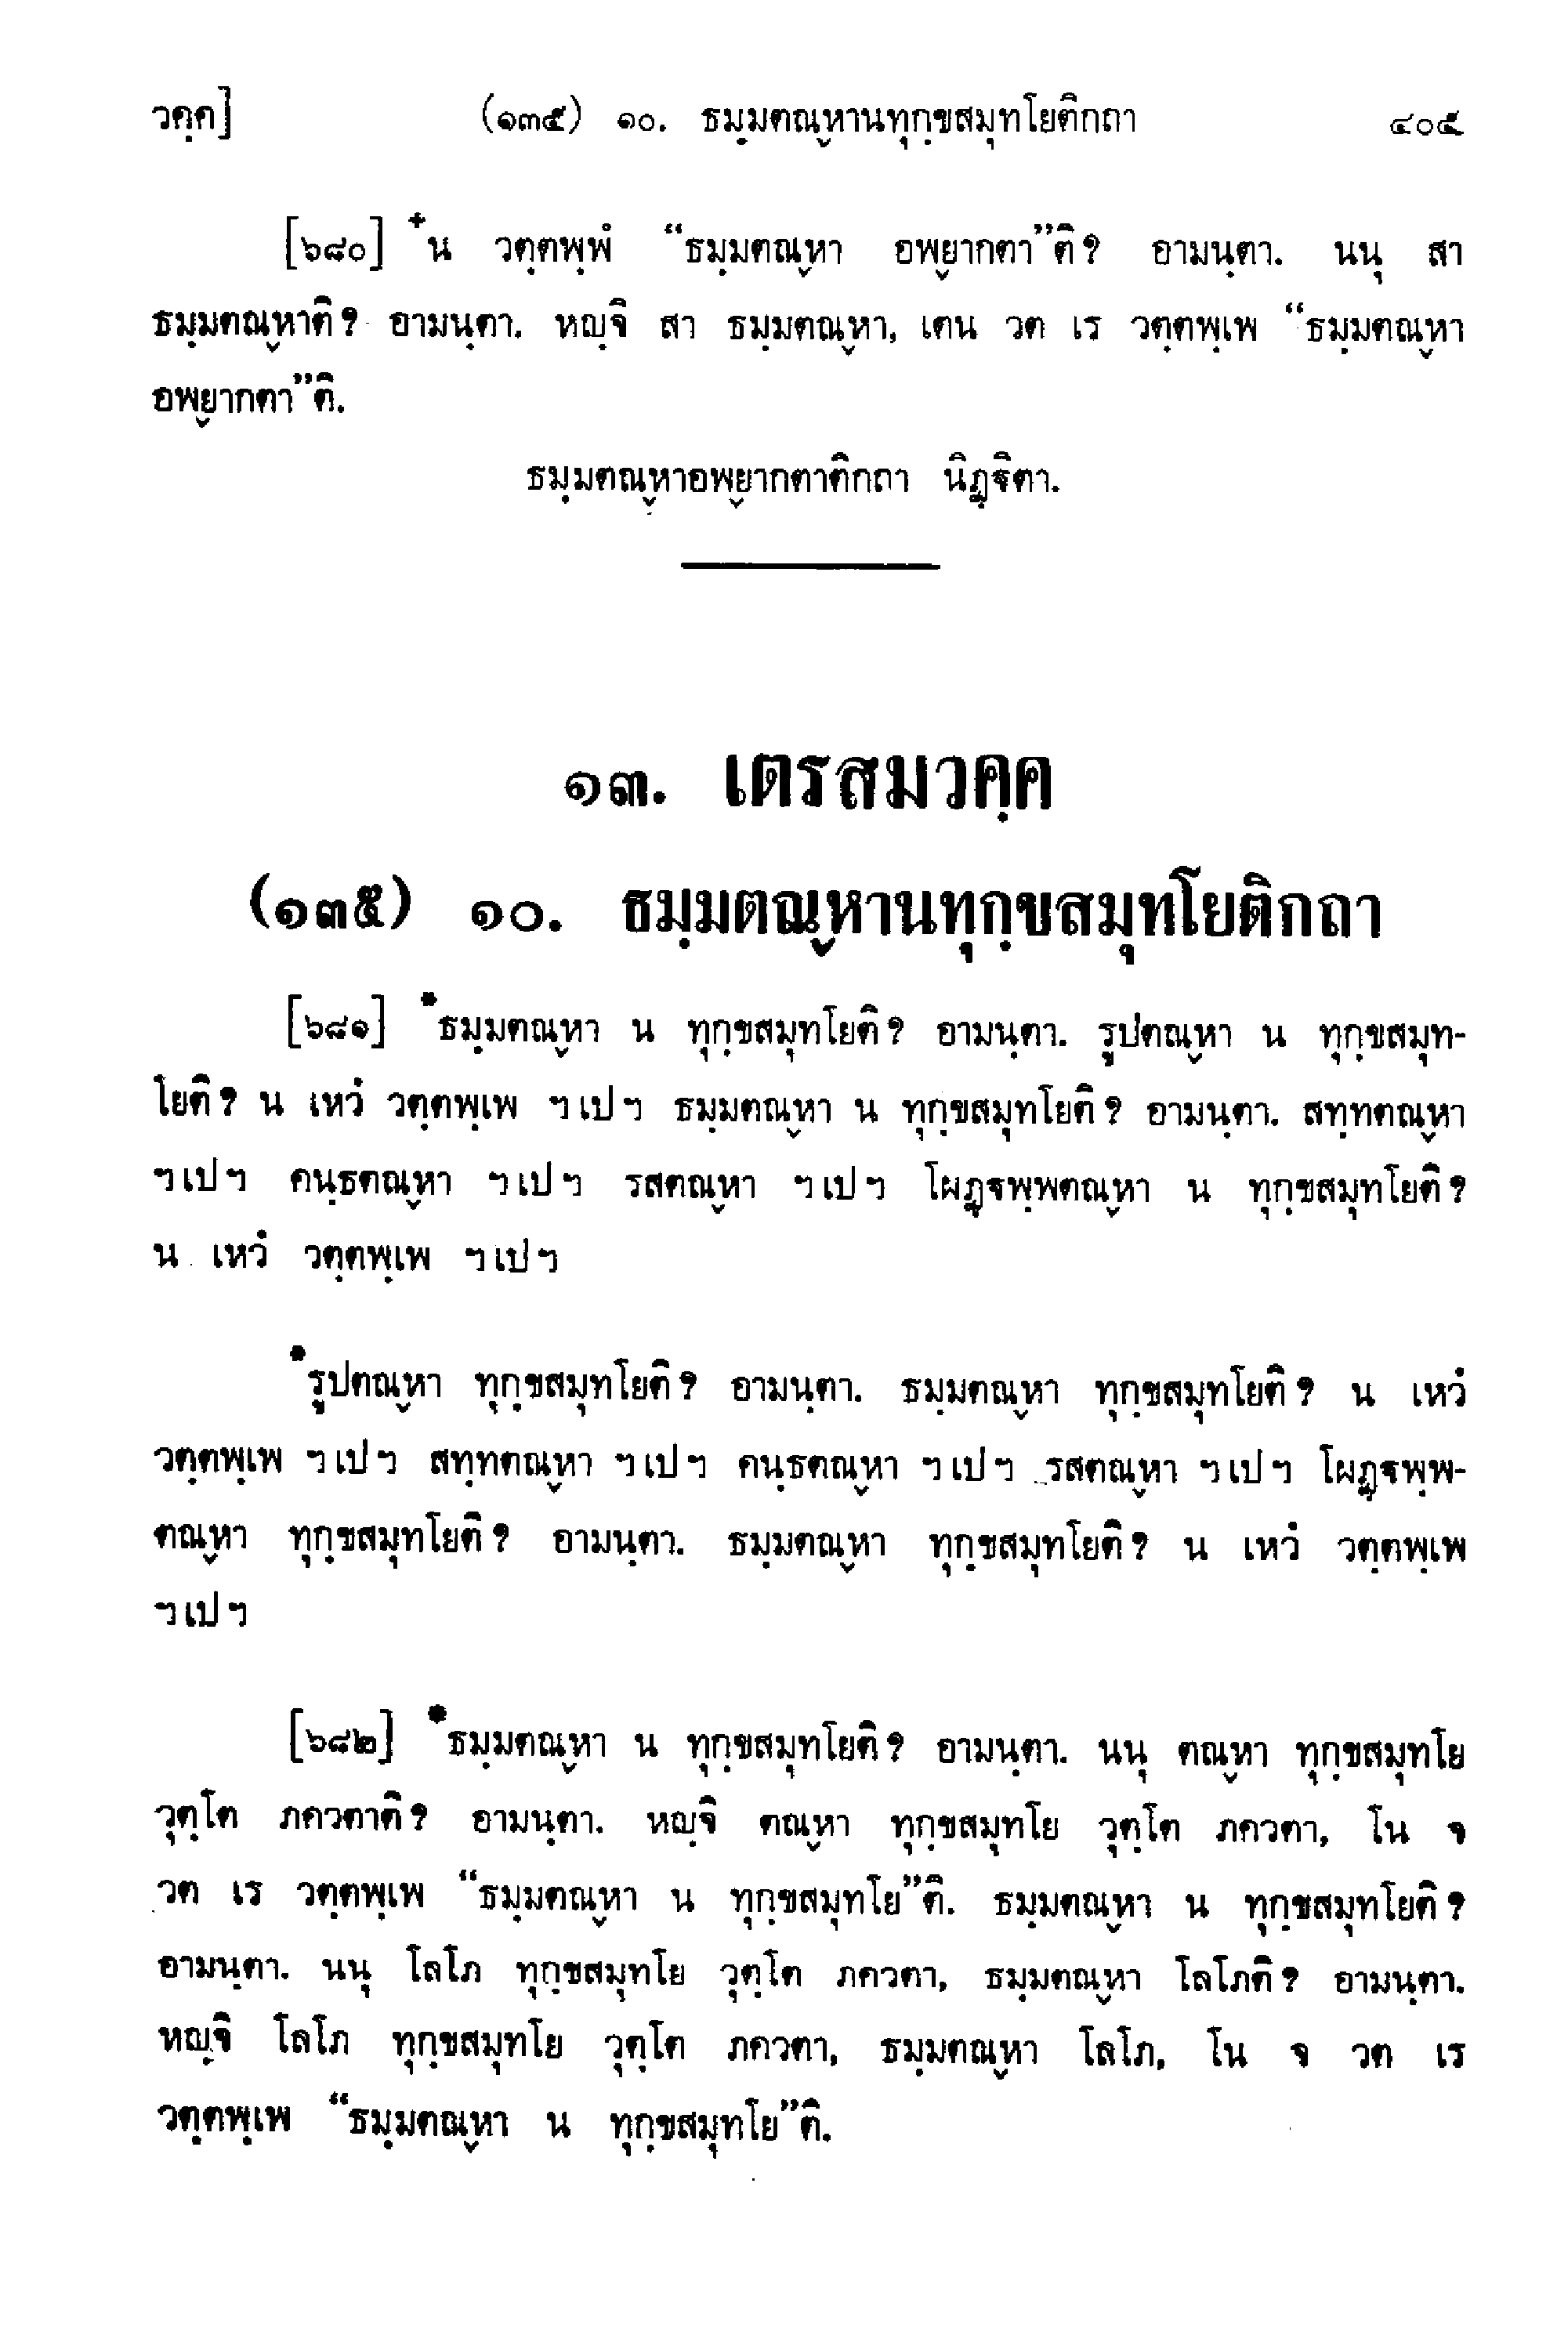 วคฺค] (๑๓๕) ๑๐. ธมฺมตณฺหานทุกฺขสมุทโยติกถา ๔๐๕
[๖๘๐] +น วตฺตพฺพํ “ธมฺมตณฺหา อพฺยากตา”ติ? อามนฺตา. นนุ สา
ธมฺมตณฺหาติ? อามนฺตา. หญฺจิ สา ธมฺมตณฺหา, เตน วต เร วตฺตพฺเพ “ธมฺมตณฺหา
อพฺยากตา”ติ.
ธมฺมตณฺหาอพฺยากตาติกถา นิฏฺฐิตา.
๑๓. เตรสมวคฺค
(๑๓๕) ๑๐. ธมฺมตณฺหานทุกฺขสมุทโยติกถา
[๖๘๑] *ธมฺมตณฺหา น ทุกฺขสมุทโยติ? อามนฺตา. รูปตณฺหา น ทุกฺขสมุท-
โยติ? น เหวํ วตฺตพฺเพ ฯเปฯ ธมฺมตณฺหา น ทุกฺขสมุทโยติ? อามนฺตา. สทฺทตณฺหา
ฯเปฯ คนฺธตณฺหา ฯเปฯ รสตณฺหา ฯเปฯ โผฏฺฐพฺพตณฺหา น ทุกฺขสมุทโยติ?
น เหวํ วตฺตพฺเพ ฯเปฯ
*รูปตณฺหา ทุกฺขสมุทโยติ? อามนฺตา. ธมฺมตณฺหา ทุกฺขสมุทโยติ? น เหวํ
วตฺตพฺเพ ฯเปฯ สทฺทตณฺหา ฯเปฯ คนฺธตณฺหา ฯเปฯ รสตณฺหา ฯเปฯ โผฏฺฐพฺพ-
ตณฺหา ทุกฺขสมุทโยติ? อามนฺตา. ธมฺมตณฺหา ทุกฺขสมุทโยติ? น เหวํ วตฺตพฺเพ
ฯเปฯ
[๖๘๒] *ธมฺมตณฺหา น ทุกฺขสมุทโยติ? อามนฺตา. นนุ ตณฺหา ทุกฺขสมุทโย
วุตฺโต ภควตาติ? อามนฺตา. หญฺจิ ตณฺหา ทุกฺขสมุทโย วุตฺโต ภควตา, โน จ
วต เร วตฺตพฺเพ “ธมฺมตณฺหา น ทุกฺขสมุทโย”ติ. ธมฺมตณฺหา น ทุกฺขสมุทโยติ?
อามนฺตา. นนุ โลโภ ทุกฺขสมุทโย วุตฺโต ภควตา, ธมฺมตณฺหา โลโภติ? อามนฺตา.
หญฺจิ โลโภ ทุกฺขสมุทโย วุตฺโต ภควตา, ธมฺมตณฺหา โลโภ, โน จ วต เร
วตฺตพฺเพ “ธมฺมตณฺหา น ทุกฺขสมุทโย”ติ.